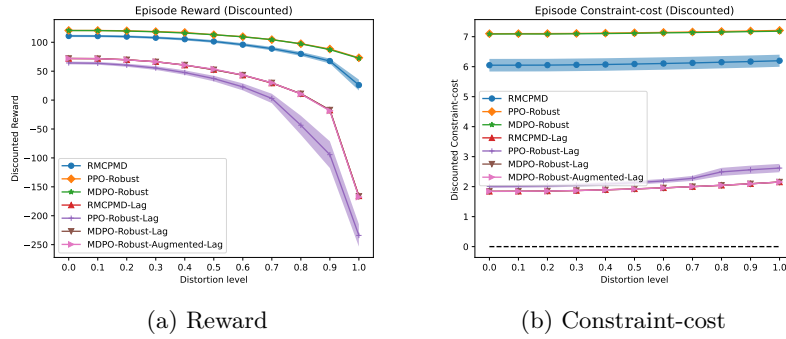 Episode Reward (Discounted)
Discounted Reward
100
50
0
−50
−100
−150
−200
−250
RMCPMD
PPO-Robust
MDPO-Robust
RMCPMD-Lag
PPO-Robust-Lag
MDPO-Robust-Lag
MDPO-Robust-Augmented-Lag
0.0 0.1 0.2 0.3 0.4 0.5 0.6 0.7 0.8 0.9 1.0
Distortion level
(a) Reward
Episode Constraint-cost (Discounted)
Discounted Constraint-cost
7
6
5
4
3
2
1
0
RMCPMD
PPO-Robust
MDPO-Robust
RMCPMD-Lag
PPO-Robust-Lag
MDPO-Robust-Lag
MDPO-Robust-Augmented-Lag
0.0 0.1 0.2 0.3 0.4 0.5 0.6 0.7 0.8 0.9 1.0
Distortion level
(b) Constraint-cost